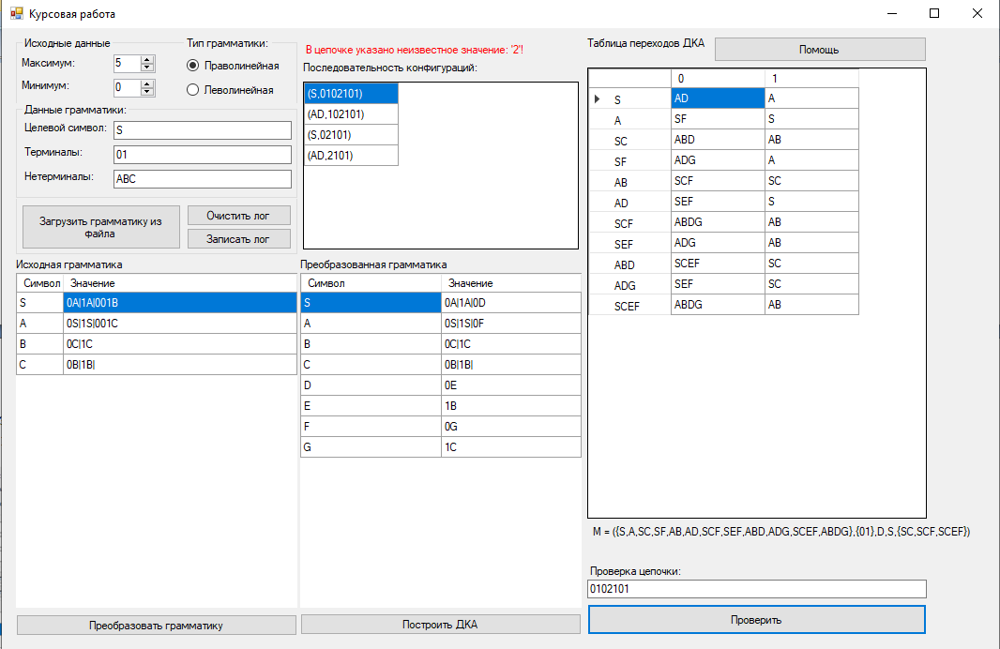 Курсовая работа
Исходные данные
Максимум: 5
Минимум: 0
Тип грамматики:
Праволинейная
Леволинейная
Данные грамматики:
Целевой символ: S
Терминалы: 01
Нетерминалы: ABC
Загрузить грамматику из файла
Очистить лог
Записать лог
В цепочке указано неизвестное значение: '2'!
Последовательность конфигураций:
(S,0102101)
(AD,102101)
(S,02101)
(AD,2101)
Исходная грамматика
Символ Значение
S 0A|1A|001B
A 0S|1S|001C
B 0C|1C
C 0B|1B|
Преобразовать грамматику
Преобразованная грамматика
Символ Значение
S 0A|1A|0D
A 0S|1S|0F
B 0C|1C
C 0B|1B|
D 0E
E 1B
F 0G
G 1C
Построить ДКА
Таблица переходов ДКА
Помощь
0 1
S AD A
A SF S
SC ABD AB
SF ADG A
AB SCF SC
AD SEF S
SCF ABDG AB
SEF ADG AB
ABD SCEF SC
ADG SEF SC
SCEF ABDG AB
M = ({S,A,SC,SF,AB,AD,SCF,SEF,ABD,ADG,SCEF,ABDG},{01},D,S,{SC,SCF,SCEF})
Проверка цепочки:
0102101
Проверить